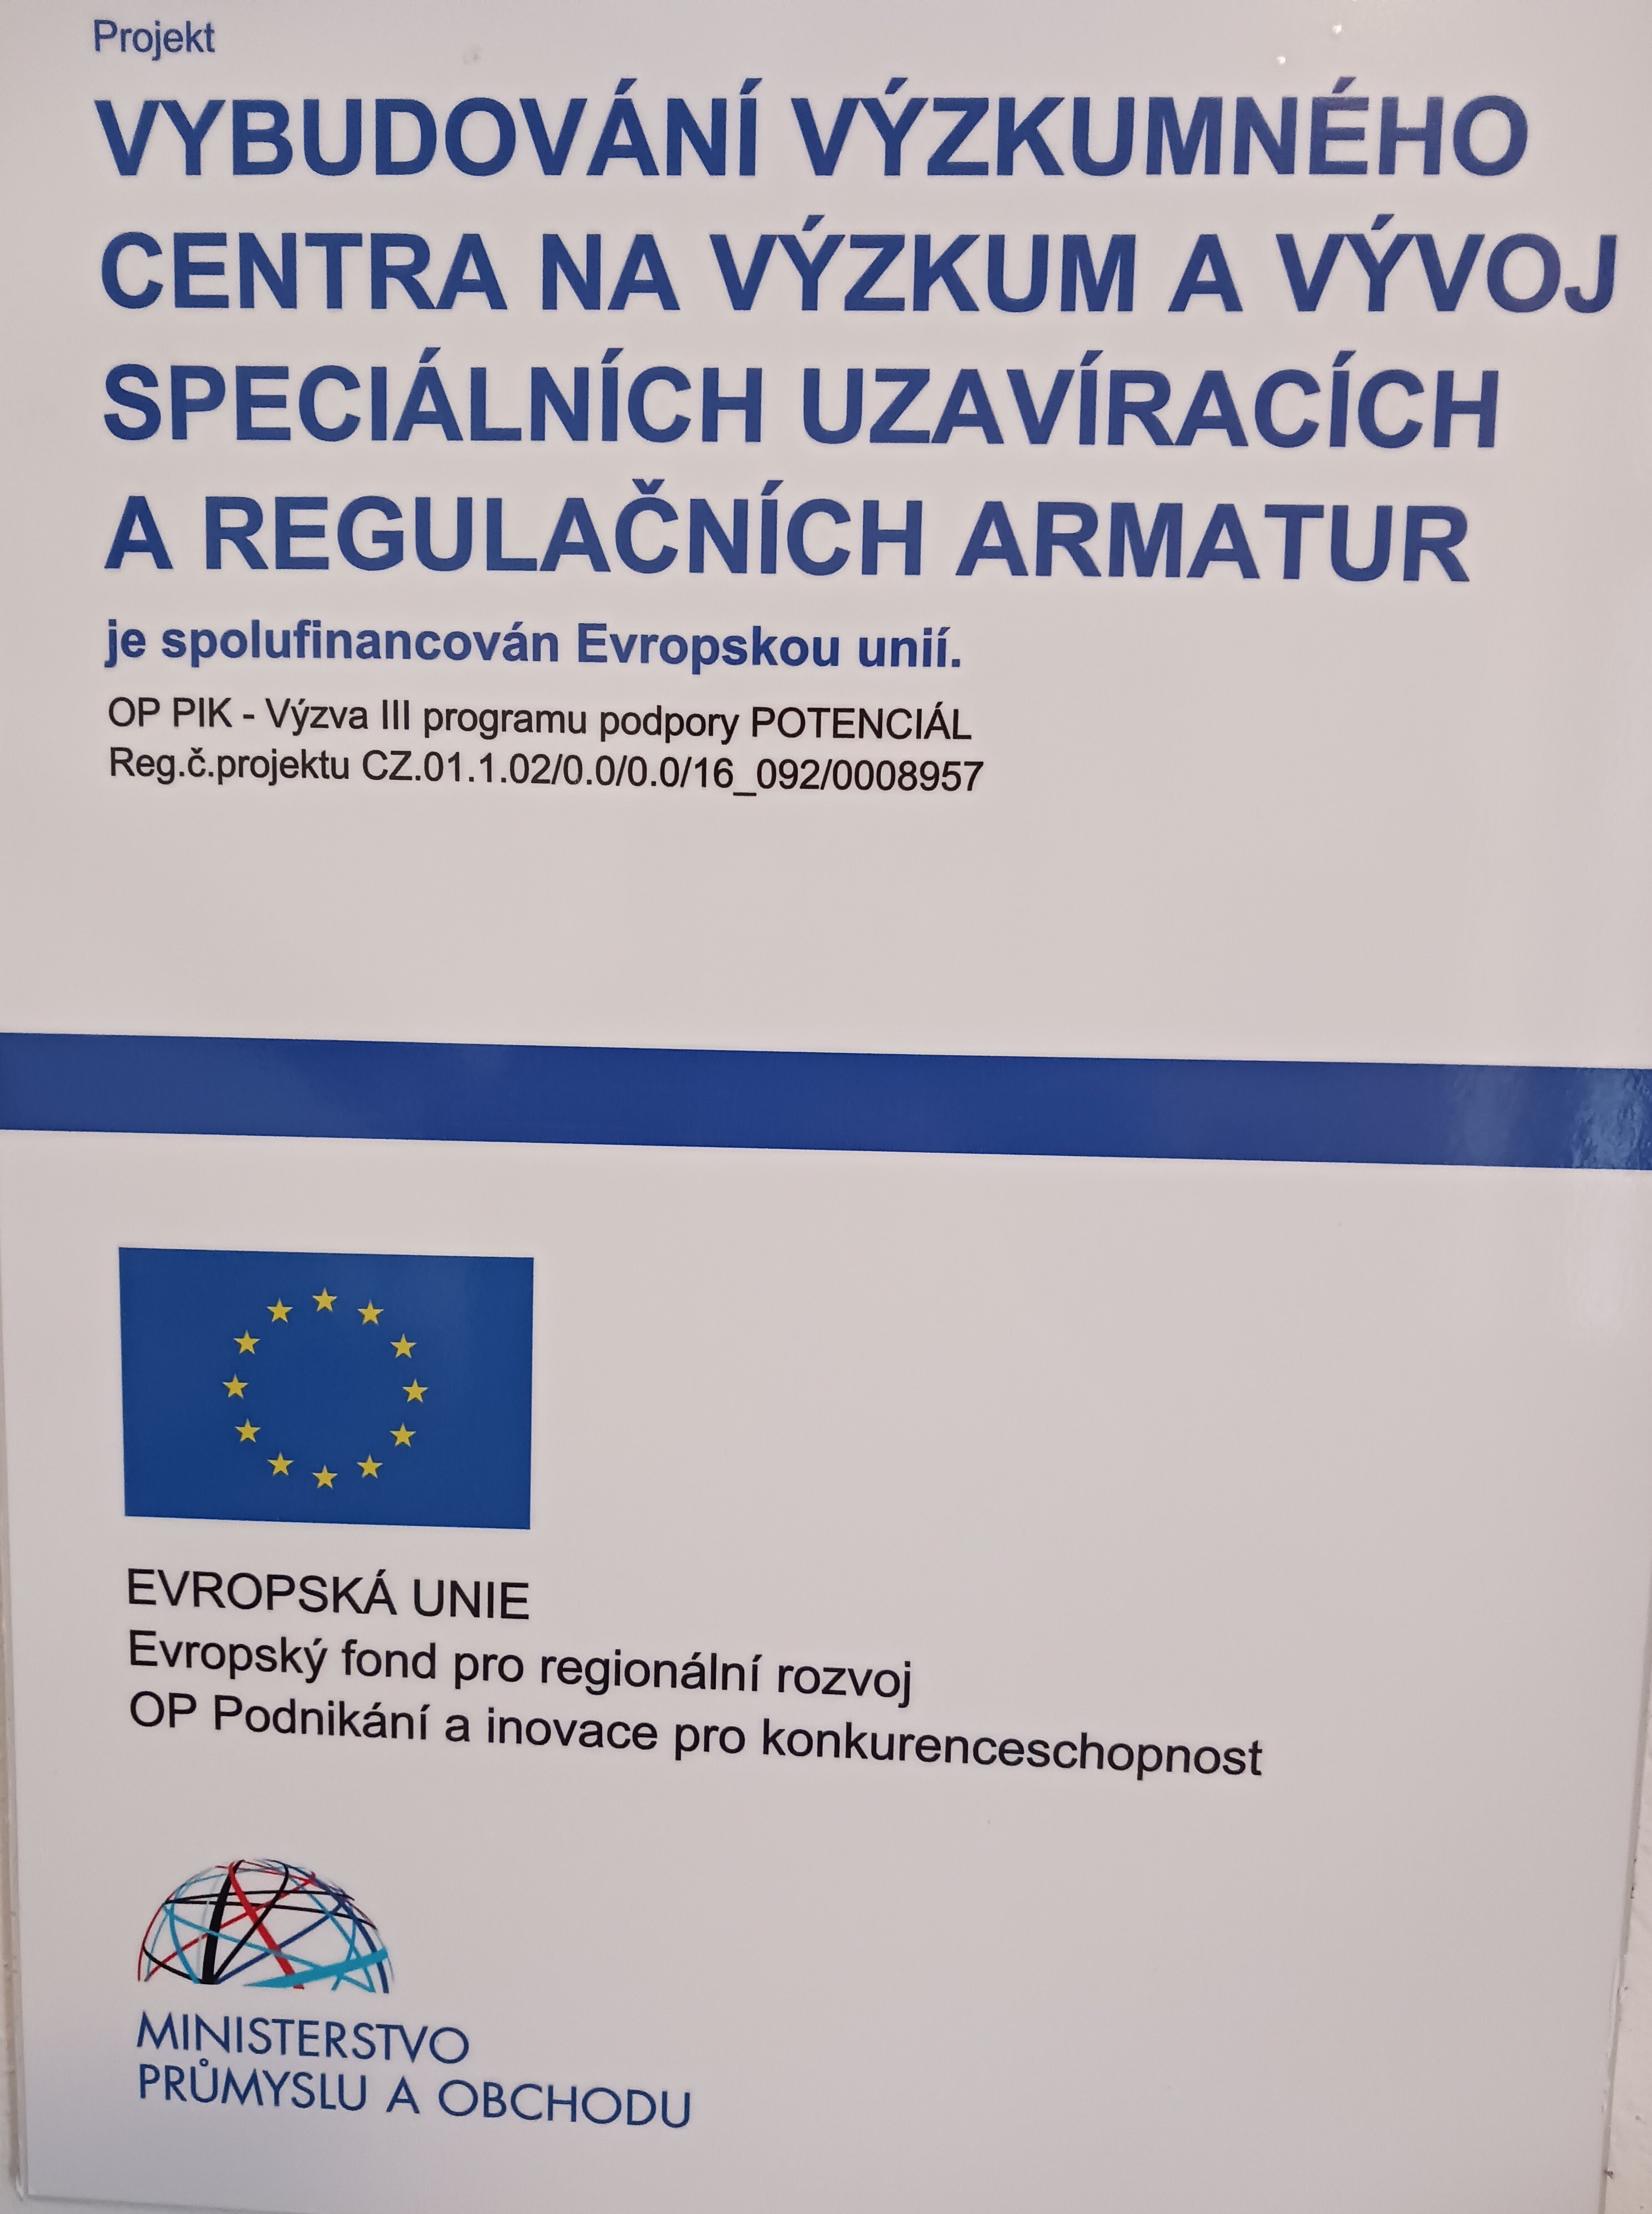 Projekt
VYBUDOVÁNÍ VÝZKUMNÉHO
CENTRA NA VÝZKUM A VÝVOJ
SPECIÁLNÍCH UZAVÍRACÍCH
A REGULAČNÍCH ARMATUR
je spolufinancován Evropskou unií.
OP PIK - Výzva III programu podpory POTENCIÁL
Reg.č.projektu CZ.01.1.02/0.0/0.0/16_092/0008957
EVROPSKÁ UNIE
Evropský fond pro regionální rozvoj
OP Podnikání a inovace pro konkurenceschopnost
MINISTERSTVO
PRŮMYSLU A OBCHODU